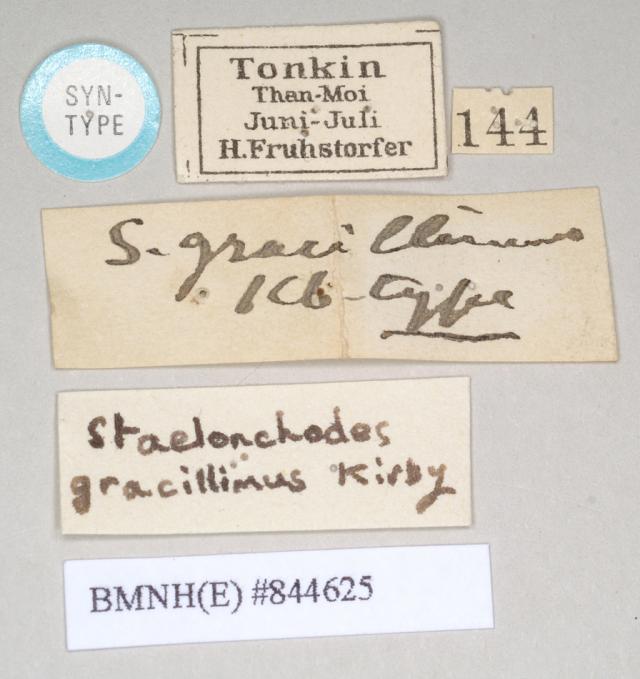 SYN-
TYPE
Tonkin
Than-Moi
Juni-Juli
H.Fruhstorfer
144
S. gracillimus
Kb. type
Staelonchodes
gracillimus Kirby
BMNH(E) #844625